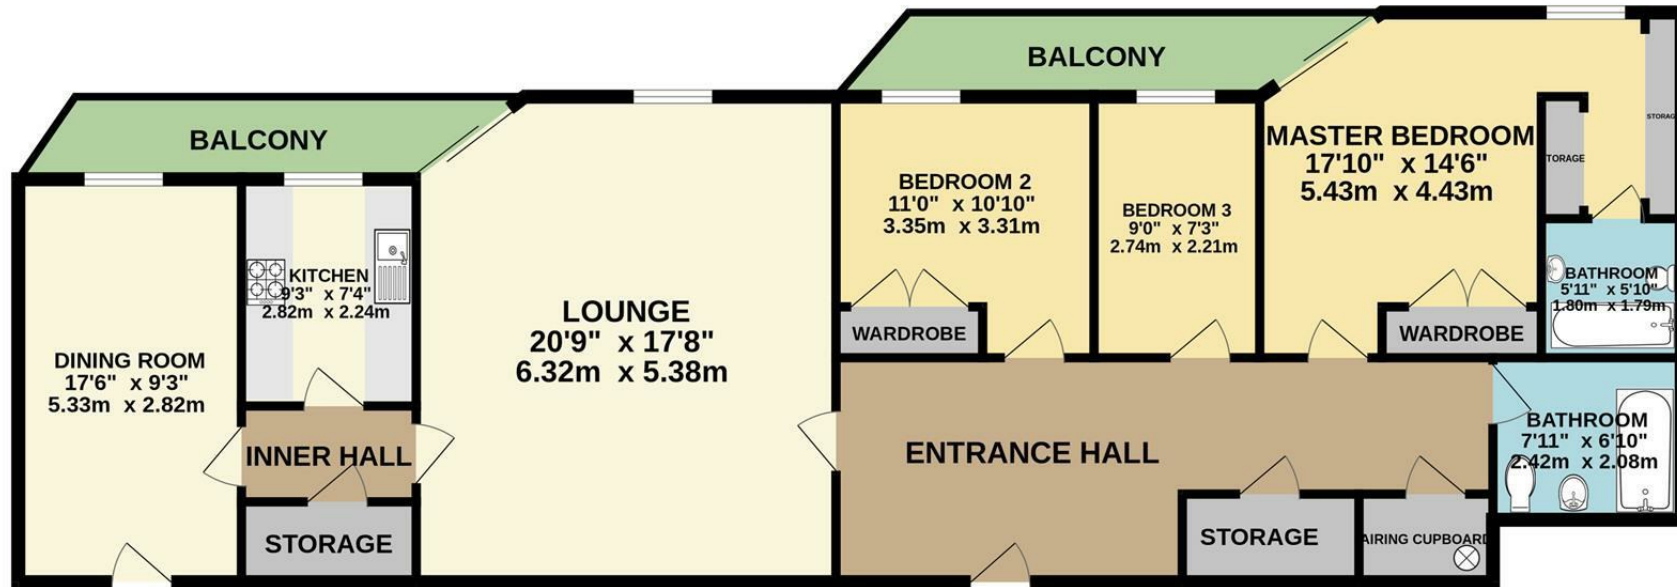 BALCONY
BALCONY
MASTER BEDROOM
17'10" x 14'6"
5.43m x 4.43m
STORAG
TORAGE
BEDROOM 2
11'0" x 10'10"
3.35m x 3.31m
BEDROOM 3
9'0" x 7'3"
2.74m x 2.21m
KITCHEN
9'3" x 7'4"
2.82m x 2.24m
BATHROOM
5'11" x 5'10"
1.80m x 1.79m
LOUNGE
20'9" x 17'8"
6.32m x 5.38m
WARDROBE
WARDROBE
DINING ROOM
17'6" x 9'3"
5.33m x 2.82m
INNER HALL
ENTRANCE HALL
BATHROOM
7'11" x 6'10"
2.42m x 2.08m
STORAGE
STORAGE
AIRING CUPBOARD